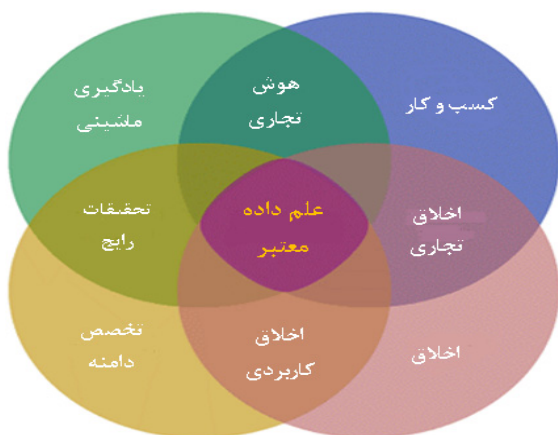 هوش
تجاری
کسب و کار
یادگیری
ماشینی
علم داده
معتبر
اخلاق
تجاری
تحقیقات
رایج
اخلاق
اخلاق
کاربردی
تخصص
دامنه